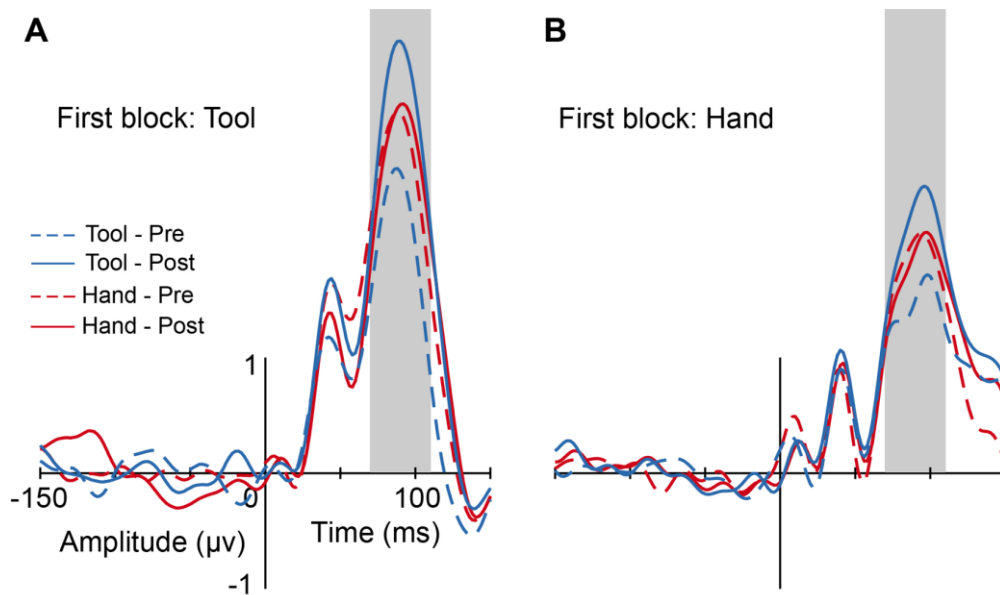 A
First block: Tool
Tool - Pre
Tool - Post
Hand - Pre
Hand - Post
1
-150
0
100
Amplitude (μv)
Time (ms)
-1
B
First block: Hand